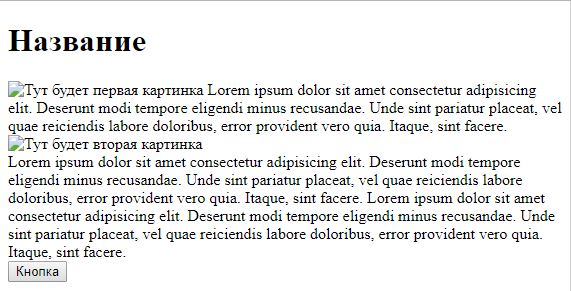 Название
Тут будет первая картинка Lorem ipsum dolor sit amet consectetur adipisicing
elit. Deserunt modi tempore eligendi minus recusandae. Unde sint pariatur placeat, vel
quae reiciendis labore doloribus, error provident vero quia. Itaque, sint facere.
Тут будет вторая картинка
Lorem ipsum dolor sit amet consectetur adipisicing elit. Deserunt modi tempore
eligendi minus recusandae. Unde sint pariatur placeat, vel quae reiciendis labore
doloribus, error provident vero quia. Itaque, sint facere. Lorem ipsum dolor sit amet
consectetur adipisicing elit. Deserunt modi tempore eligendi minus recusandae. Unde
sint pariatur placeat, vel quae reiciendis labore doloribus, error provident vero quia.
Itaque, sint facere.
Кнопка